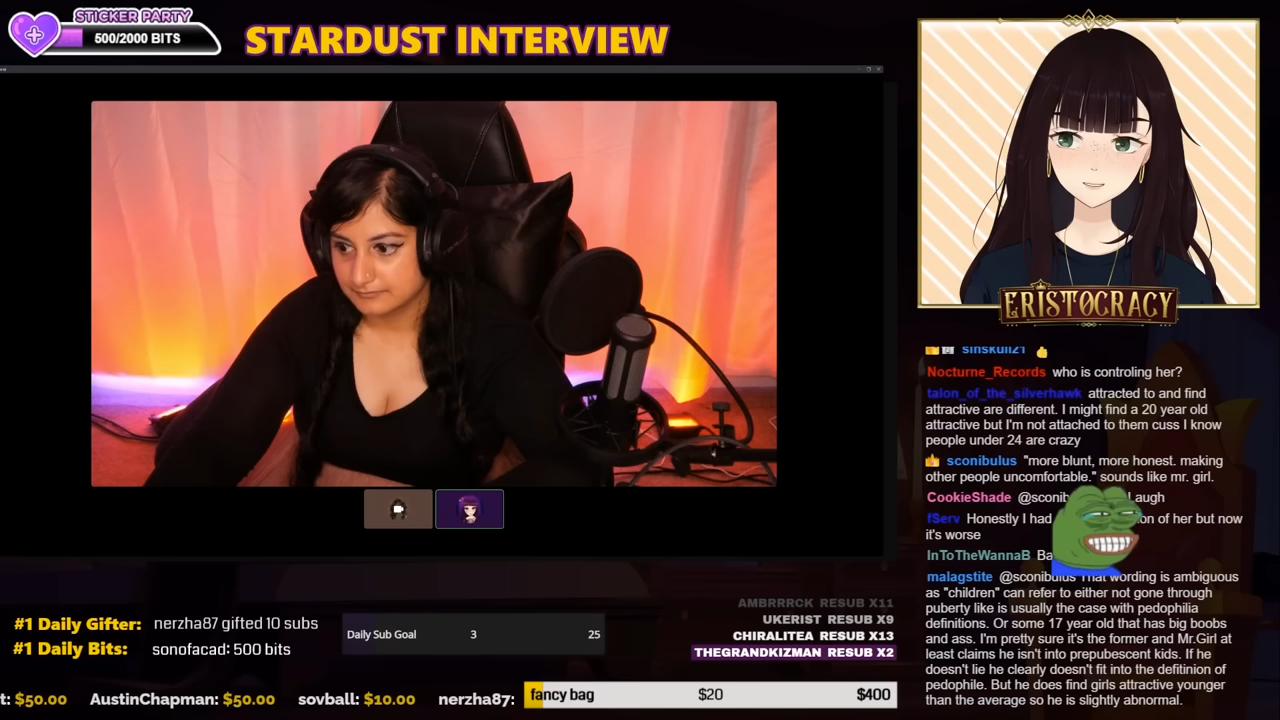 STICKER PARTY
500/2000 BITS
STARDUST INTERVIEW
ERISTOCRACY
sinskull21
Nocturne_Records who is controling her?
talon_of_the_silverhawk attracted to and find
attractive are different. I might find a 20 year old
attractive but I'm not attached to them cuss I know
people under 24 are crazy
sconibulus "more blunt, more honest. making
other people uncomfortable." sounds like mr. girl.
CookieShade @sconib augh
fServ Honestly I had on of her but now
it's worse
InToTheWannaB Ba
malagstite @sconibulus That wording is ambiguous
as "children" can refer to either not gone through
puberty like is usually the case with pedophilia
definitions. Or some 17 year old that has big boobs
and ass. I'm pretty sure it's the former and Mr.Girl at
least claims he isn't into prepubescent kids. If he
doesn't lie he clearly doesn't fit into the defitinion of
pedophile. But he does find girls attractive younger
than the average so he is slightly abnormal.
#1 Daily Gifter: nerzha87 gifted 10 subs
#1 Daily Bits: sonofacad: 500 bits
Daily Sub Goal 3 25
AMBRRRCK RESUB X11
UKERIST RESUB X9
CHIRALITEA RESUB X13
THEGRANDKIZMAN RESUB X2
t: $50.00 AustinChapman: $50.00 sovball: $10.00 nerzha87:
fancy bag $20 $400